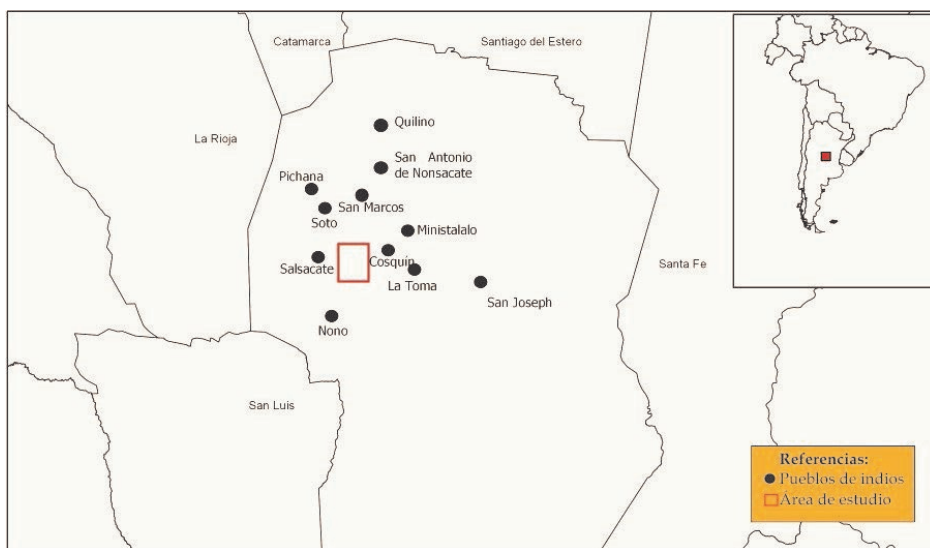 Catamarca
Santiago del Estero
La Rioja
Quilino
San Antonio
de Nonsacate
Pichana
San Marcos
Soto
Ministalalo
Salsacate
Cosquín
La Toma
Santa Fe
San Joseph
Nono
San Luis
Referencias:
Pueblos de indios
Área de estudio